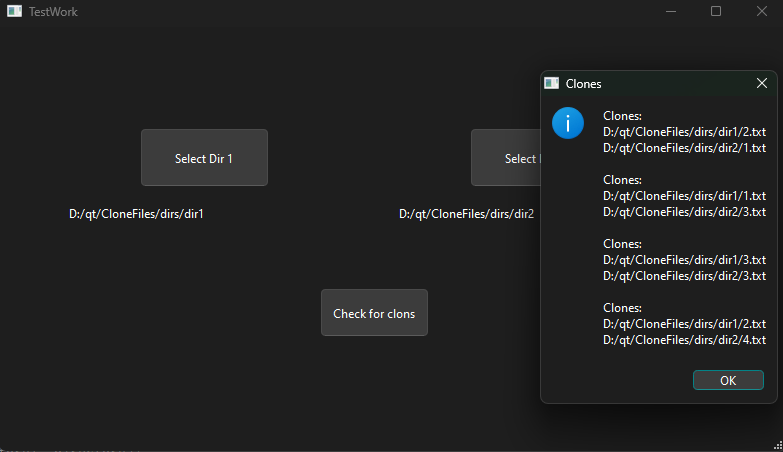 TestWork
Clones
Clones:
D:/qt/CloneFiles/dirs/dir1/2.txt
D:/qt/CloneFiles/dirs/dir2/1.txt
Clones:
D:/qt/CloneFiles/dirs/dir1/1.txt
D:/qt/CloneFiles/dirs/dir2/3.txt
Clones:
D:/qt/CloneFiles/dirs/dir1/3.txt
D:/qt/CloneFiles/dirs/dir2/3.txt
Clones:
D:/qt/CloneFiles/dirs/dir1/2.txt
D:/qt/CloneFiles/dirs/dir2/4.txt
OK
Select Dir 1
Select
D:/qt/CloneFiles/dirs/dir1
D:/qt/CloneFiles/dirs/dir2
Check for clons